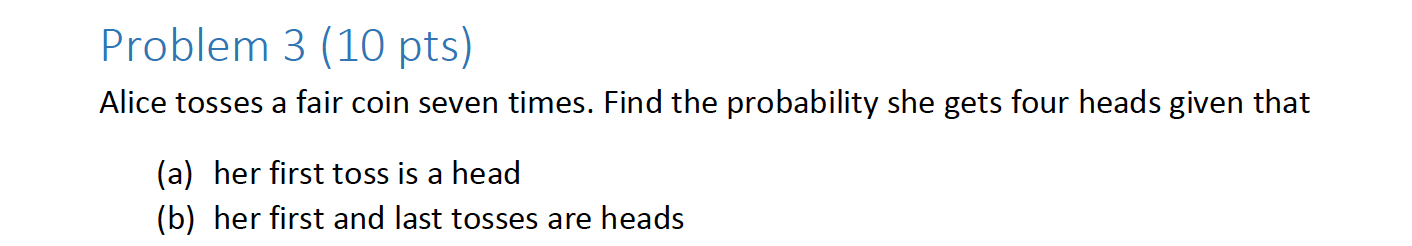 Problem 3 (10 pts)
Alice tosses a fair coin seven times. Find the probability she gets four heads given that
(a) her first toss is a head
(b) her first and last tosses are heads